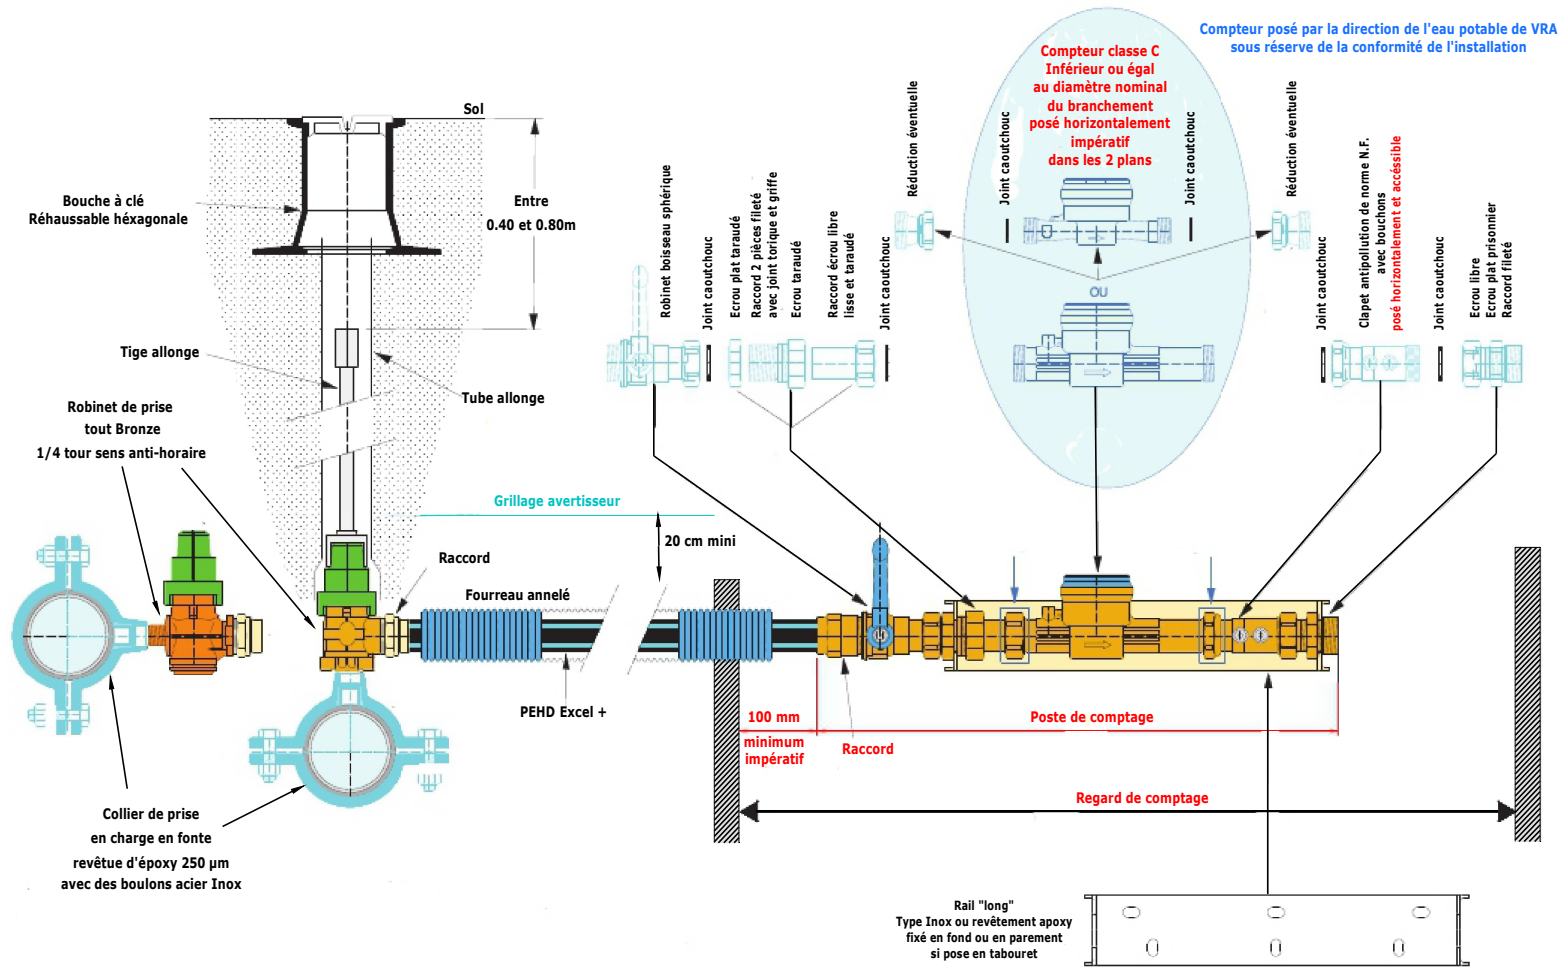 Compteur posé par la direction de l'eau potable de VRA
sous réserve de la conformité de l'installation
Compteur classe C
Inférieur ou égal
au diamètre nominal
du branchement
posé horizontalement
impératif
dans les 2 plans
Sol
Bouche à clé
Réhaussable héxagonale
Entre
0.40 et 0.80m
Robinet boisseau sphérique
Joint caoutchouc
Ecrou plat taraudé
Raccord 2 pièces fileté
avec joint torique et griffe
Ecrou taraudé
Raccord écrou libre
lisse et taraudé
Joint caoutchouc
Réduction éventuelle
Joint caoutchouc
Joint caoutchouc
Réduction éventuelle
Joint caoutchouc
Clapet antipollution de norme N.F.
avec bouchons
posé horizontalement et accéssible
Joint caoutchouc
Ecrou libre
Ecrou plat prisonnier
Raccord fileté
OU
Tige allonge
Tube allonge
Robinet de prise
tout Bronze
1/4 tour sens anti-horaire
Grillage avertisseur
20 cm mini
Raccord
Fourreau annelé
PEHD Excel +
100 mm
minimum
impératif
Raccord
Poste de comptage
Regard de comptage
Collier de prise
en charge en fonte
revêtue d'époxy 250 µm
avec des boulons acier Inox
Rail "long"
Type Inox ou revêtement apoxy
fixé en fond ou en parement
si pose en tabouret